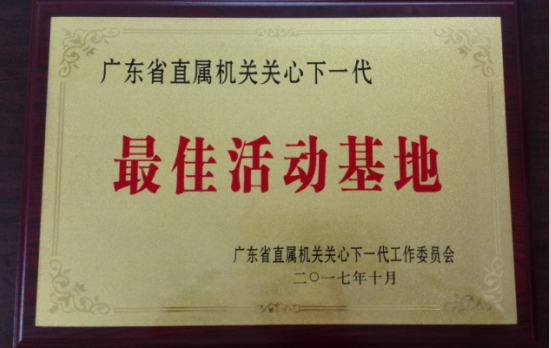 广东省直属机关关心下一代
最佳活动基地
广东省直属机关关心下一代工作委员会
二〇一七年十月